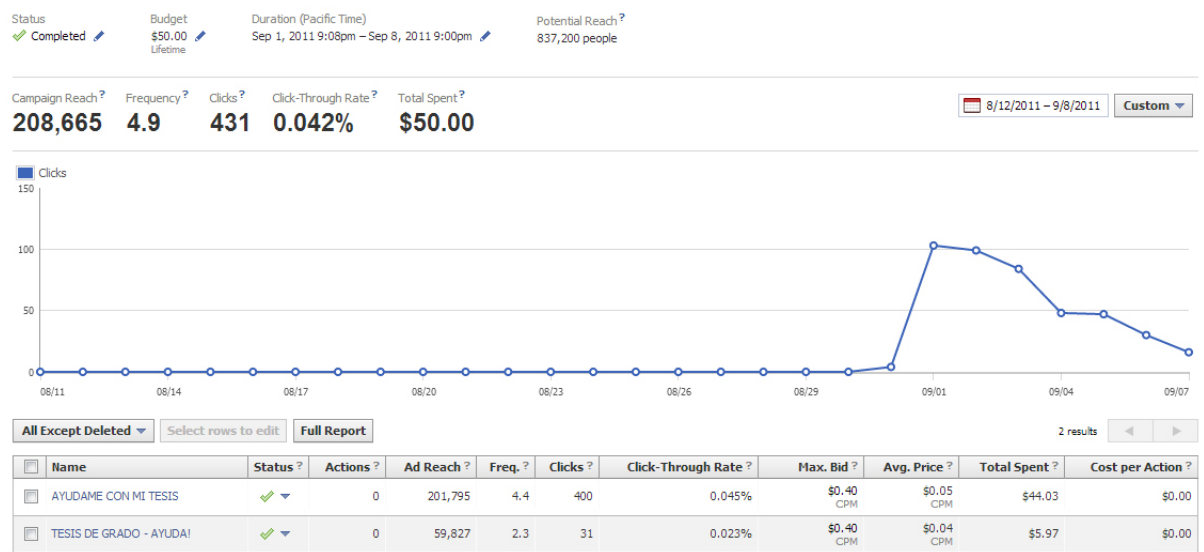 Status Budget Duration (Pacific Time) Potential Reach ?
Completed $50.00 Sep 1, 2011 9:08pm – Sep 8, 2011 9:00pm 837,200 people
Lifetime
Campaign Reach ? Frequency ? Clicks ? Click-Through Rate ? Total Spent ?
208,665 4.9 431 0.042% $50.00
8/12/2011 – 9/8/2011 Custom
Clicks
150
100
50
0
08/11 08/14 08/17 08/20 08/23 08/26 08/29 09/01 09/04 09/07
All Except Deleted Select rows to edit Full Report 2 results
Name Status ? Actions ? Ad Reach ? Freq. ? Clicks ? Click-Through Rate ? Max. Bid ? Avg. Price ? Total Spent ? Cost per Action ?
AYUDAME CON MI TESIS 0 201,795 4.4 400 0.045% $0.40 $0.05 $44.03 $0.00
CPM CPM
TESIS DE GRADO - AYUDA! 0 59,827 2.3 31 0.023% $0.40 $0.04 $5.97 $0.00
CPM CPM